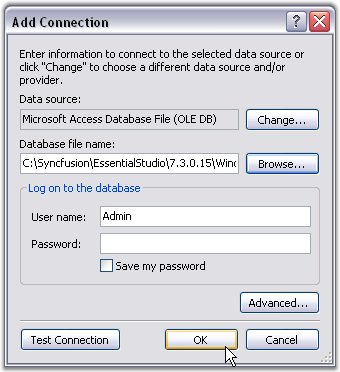 Add Connection
Enter information to connect to the selected data source or
click "Change" to choose a different data source and/or
provider.
Data source:
Microsoft Access Database File (OLE DB)
Change...
Database file name:
C:\Syncfusion\EssentialStudio\7.3.0.15\Wind
Browse...
Log on to the database
User name:
Admin
Password:
Save my password
Advanced...
Test Connection
OK
Cancel